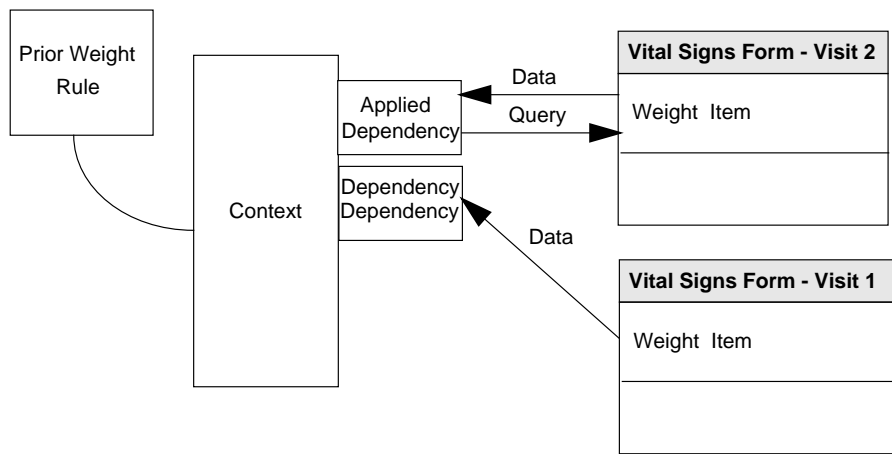 Prior Weight
Rule
Context
Applied
Dependency
Dependency
Dependency
Data
Query
Data
Vital Signs Form - Visit 2
Weight Item
Vital Signs Form - Visit 1
Weight Item